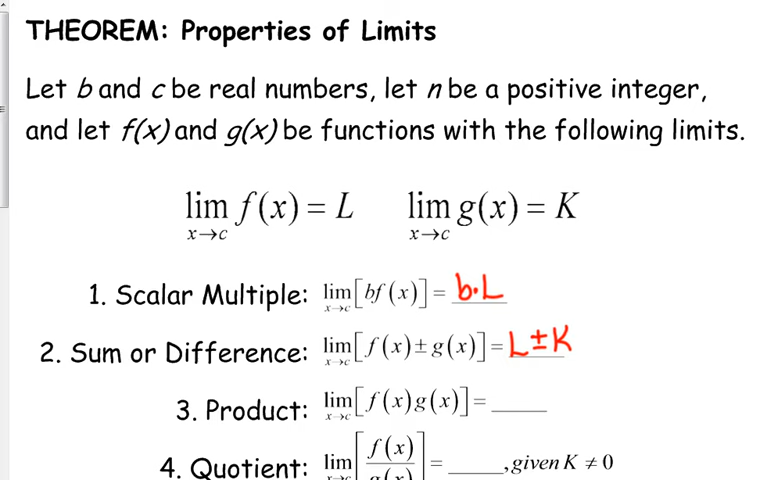 THEOREM: Properties of Limits
Let b and c be real numbers, let n be a positive integer,
and let f(x) and g(x) be functions with the following limits.
lim x→c f(x) = L lim x→c g(x) = K
1. Scalar Multiple: lim x→c [bf(x)] = b·L
2. Sum or Difference: lim x→c [f(x) ± g(x)] = L ± K
3. Product: lim x→c [f(x)g(x)] = ____
4. Quotient: lim [f(x)/g(x)] = ____, given K ≠ 0